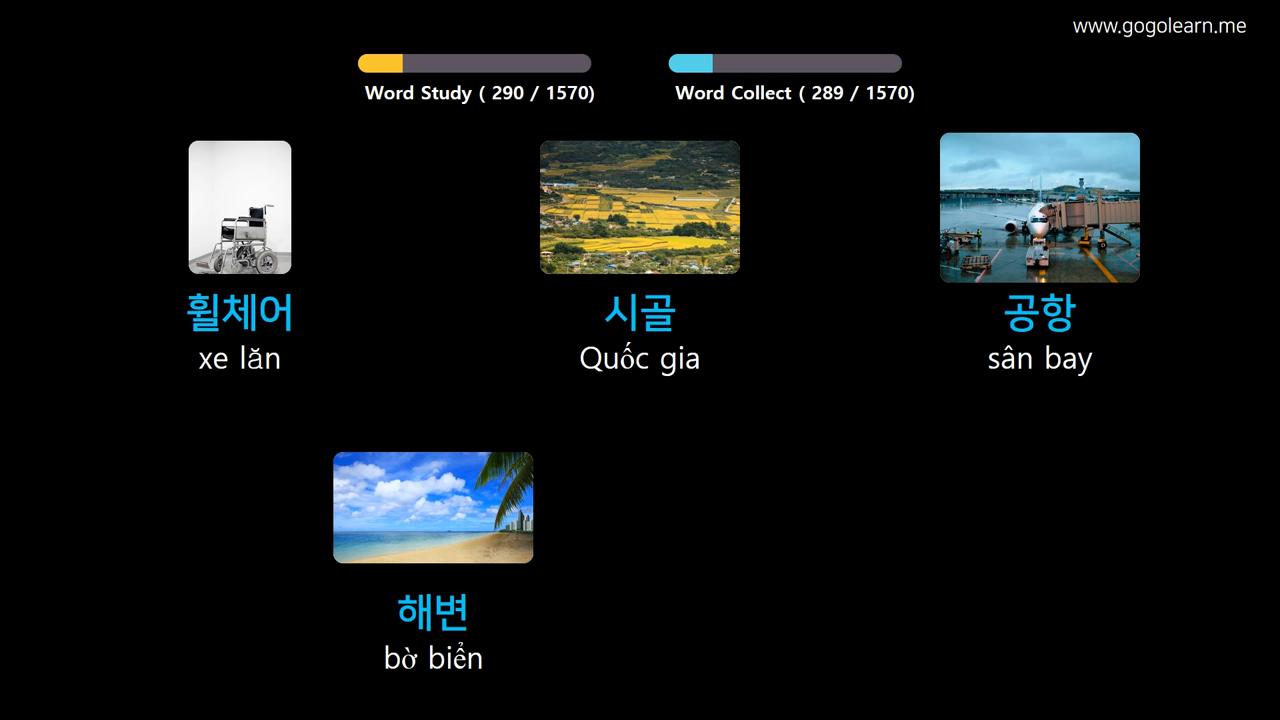 www.gogolearn.me
Word Study ( 290 / 1570)
Word Collect ( 289 / 1570)
휠체어
xe lăn
시골
Quốc gia
공항
sân bay
해변
bờ biển